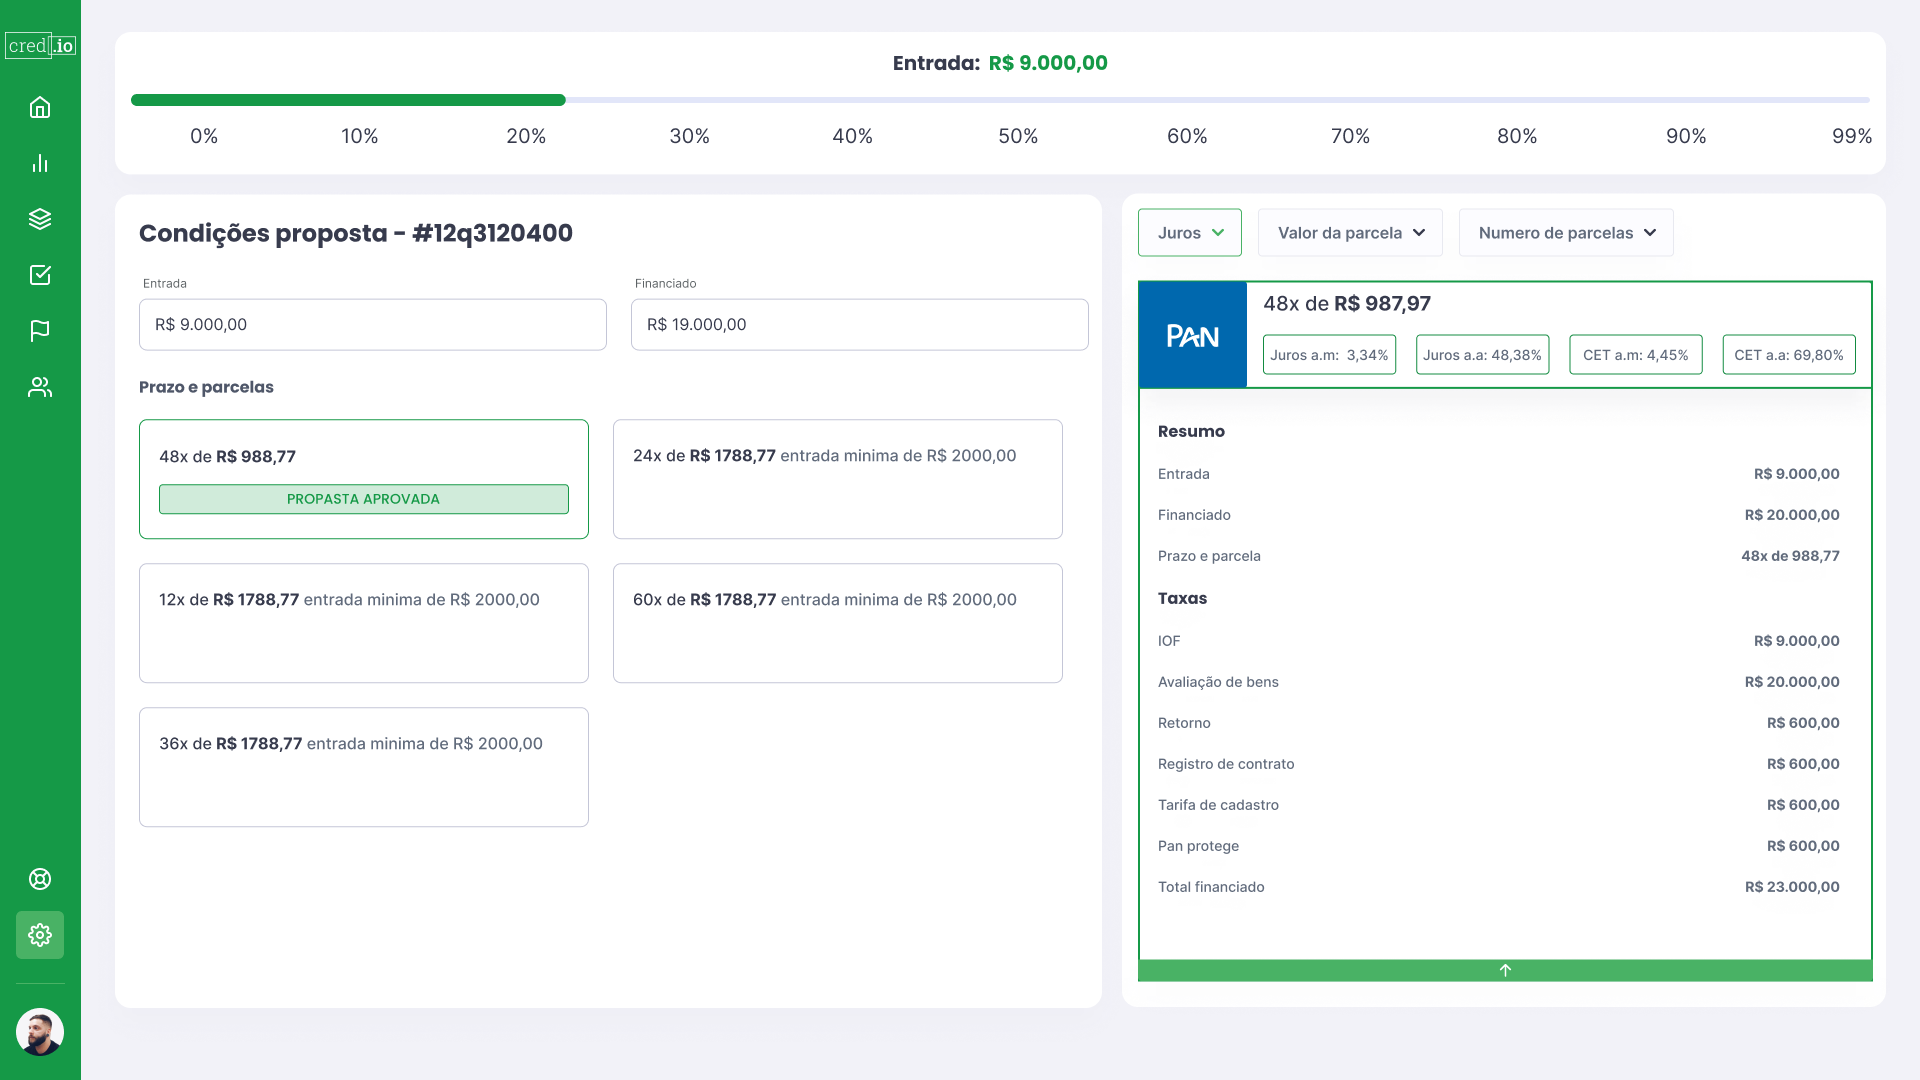 cred.io
Entrada: R$ 9.000,00
0% 10% 20% 30% 40% 50% 60% 70% 80% 90% 99%
Condições proposta - #12q3120400
Entrada
R$ 9.000,00
Financiado
R$ 19.000,00
Prazo e parcelas
48x de R$ 988,77
PROPASTA APROVADA
24x de R$ 1788,77 entrada minima de R$ 2000,00
12x de R$ 1788,77 entrada minima de R$ 2000,00
60x de R$ 1788,77 entrada minima de R$ 2000,00
36x de R$ 1788,77 entrada minima de R$ 2000,00
Juros
Valor da parcela
Numero de parcelas
PAN
48x de R$ 987,97
Juros a.m: 3,34%
Juros a.a: 48,38%
CET a.m: 4,45%
CET a.a: 69,80%
Resumo
Entrada R$ 9.000,00
Financiado R$ 20.000,00
Prazo e parcela 48x de 988,77
Taxas
IOF R$ 9.000,00
Avaliação de bens R$ 20.000,00
Retorno R$ 600,00
Registro de contrato R$ 600,00
Tarifa de cadastro R$ 600,00
Pan protege R$ 600,00
Total financiado R$ 23.000,00